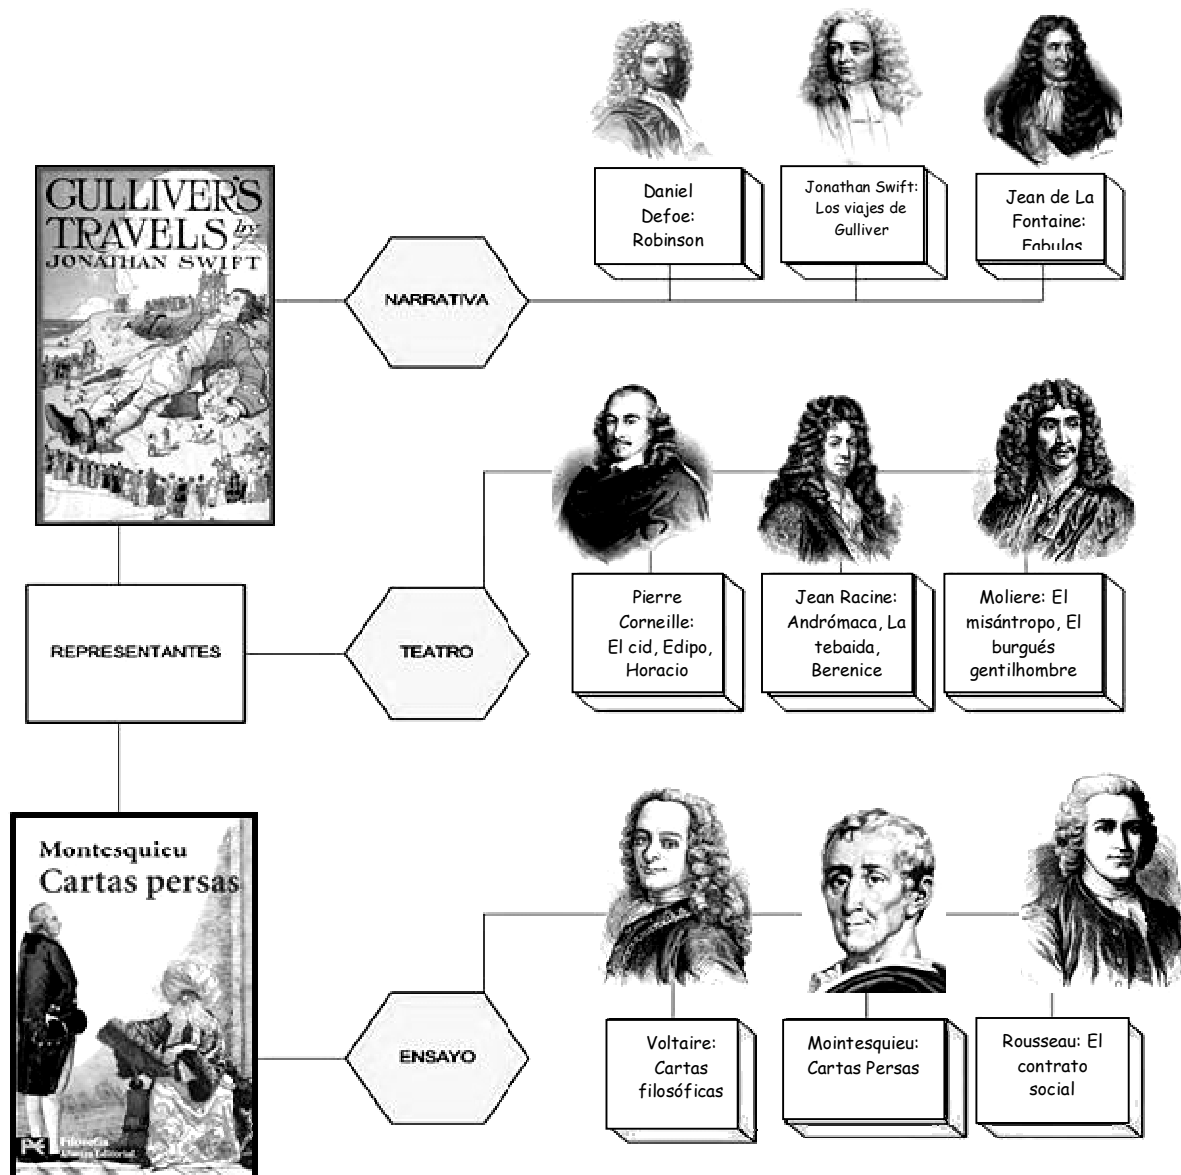 GULLIVER'S
TRAVELS by
JONATHAN SWIFT
NARRATIVA
Daniel
Defoe:
Robinson
Jonathan Swift:
Los viajes de
Gulliver
Jean de La
Fontaine:
Fabulas
REPRESENTANTES
TEATRO
Pierre
Corneille:
El cid, Edipo,
Horacio
Jean Racine:
Andrómaca, La
tebaida,
Berenice
Moliere: El
misántropo, El
burgués
gentilhombre
Montesquieu
Cartas persas
Filosofía
Alianza Editorial
ENSAYO
Voltaire:
Cartas
filosóficas
Mointesquieu:
Cartas Persas
Rousseau: El
contrato
social